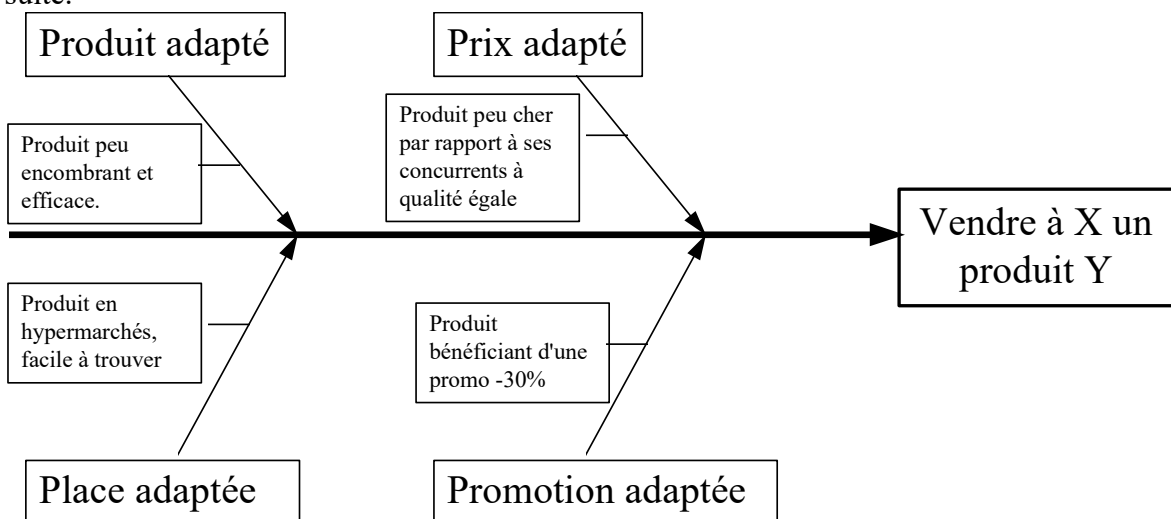 suite.
Produit adapté
Prix adapté
Produit peu
encombrant et
efficace.
Produit peu cher
par rapport à ses
concurrents à
qualité égale
Vendre à X un
produit Y
Produit en
hypermarchés,
facile à trouver
Produit
bénéficiant d'une
promo -30%
Place adaptée
Promotion adaptée